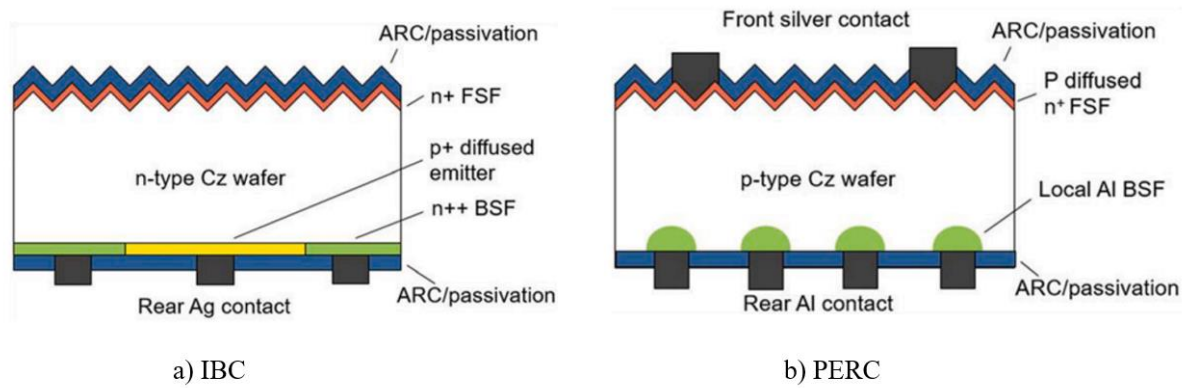 ARC/passivation
n+ FSF
p+ diffused
emitter
n-type Cz wafer
n++ BSF
ARC/passivation
Rear Ag contact
a) IBC
Front silver contact
ARC/passivation
P diffused
n⁺ FSF
p-type Cz wafer
Local Al BSF
ARC/passivation
Rear Al contact
b) PERC